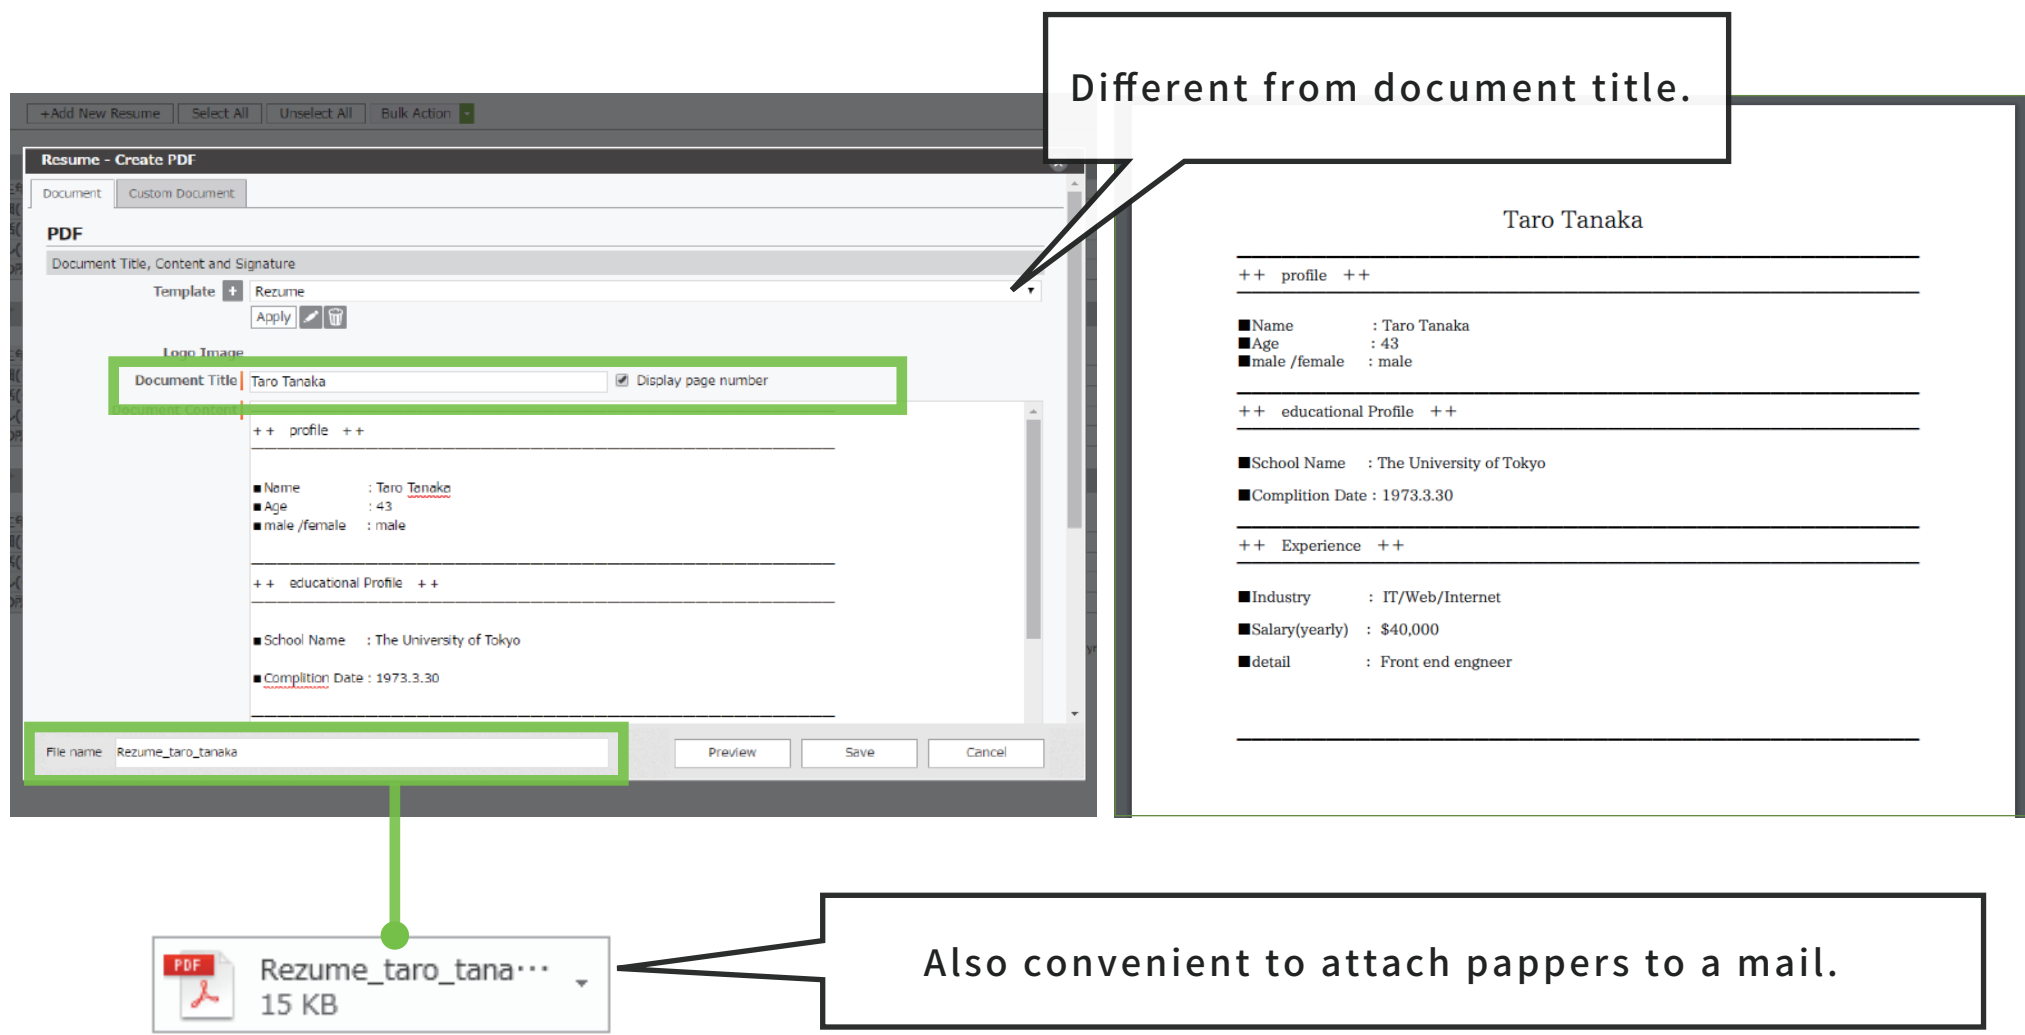 Different from document title.
+Add New Resume Select All Unselect All Bulk Action
Resume - Create PDF
Document Custom Document
PDF
Document Title, Content and Signature
Template + Rezume
Apply
Logo Image
Document Title Taro Tanaka Display page number
Document Content
++ profile ++
■Name : Taro Tanaka
■Age : 43
■male /female : male
++ educational Profile ++
■School Name : The University of Tokyo
■Complition Date : 1973.3.30
File name Rezume_taro_tanaka Preview Save Cancel
Taro Tanaka
++ profile ++
■Name : Taro Tanaka
■Age : 43
■male /female : male
++ educational Profile ++
■School Name : The University of Tokyo
■Complition Date : 1973.3.30
++ Experience ++
■Industry : IT/Web/Internet
■Salary(yearly) : $40,000
■detail : Front end engneer
PDF
Rezume_taro_tana···
15 KB
Also convenient to attach pappers to a mail.